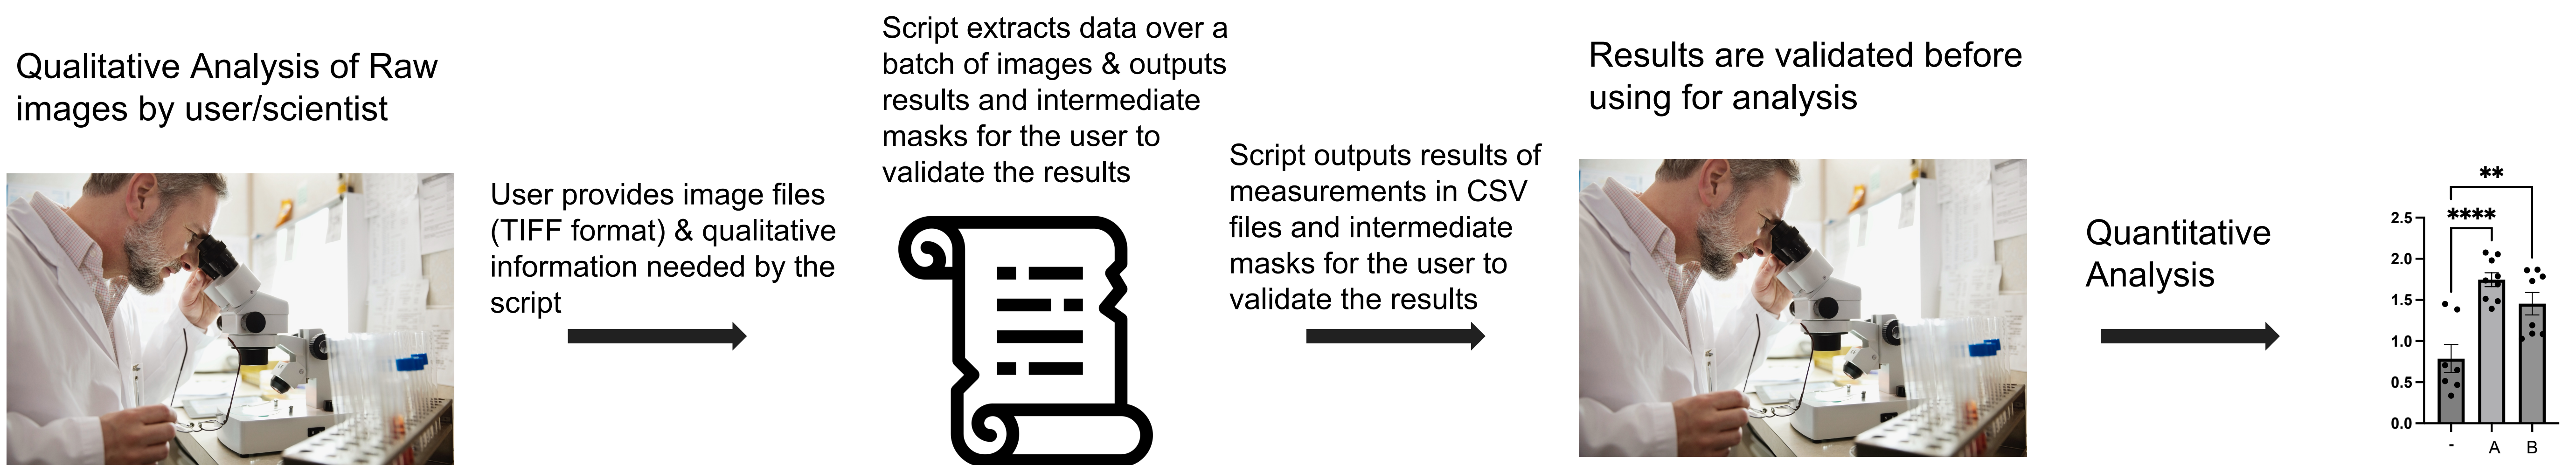 Qualitative Analysis of Raw
images by user/scientist
User provides image files
(TIFF format) & qualitative
information needed by the
script
Script extracts data over a
batch of images & outputs
results and intermediate
masks for the user to
validate the results
Script outputs results of
measurements in CSV
files and intermediate
masks for the user to
validate the results
Results are validated before
using for analysis
Quantitative
Analysis
**
****
2.5
2.0
1.5
1.0
0.5
0.0
- A B